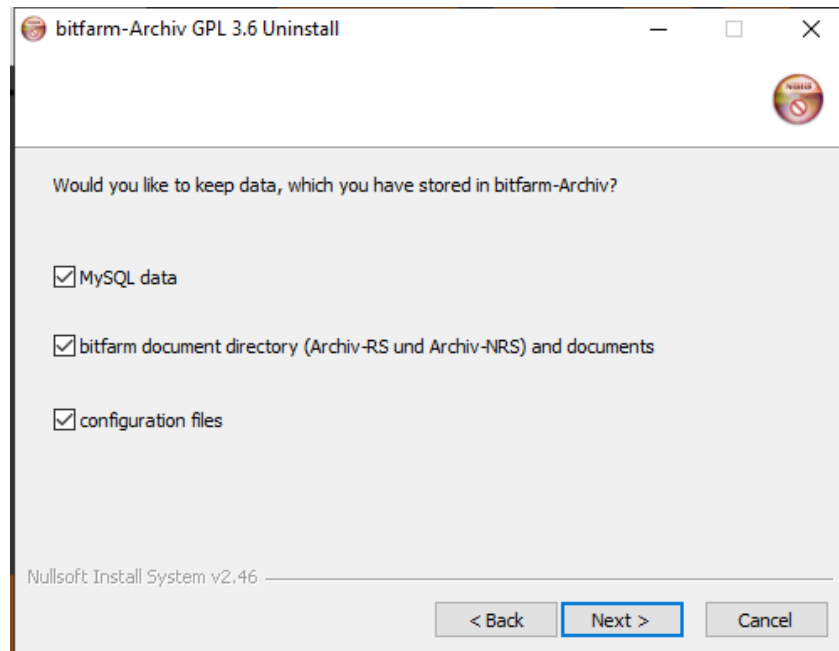 bitfarm-Archiv GPL 3.6 Uninstall
Would you like to keep data, which you have stored in bitfarm-Archiv?
MySQL data
bitfarm document directory (Archiv-RS und Archiv-NRS) and documents
configuration files
Nullsoft Install System v2.46
< Back Next > Cancel